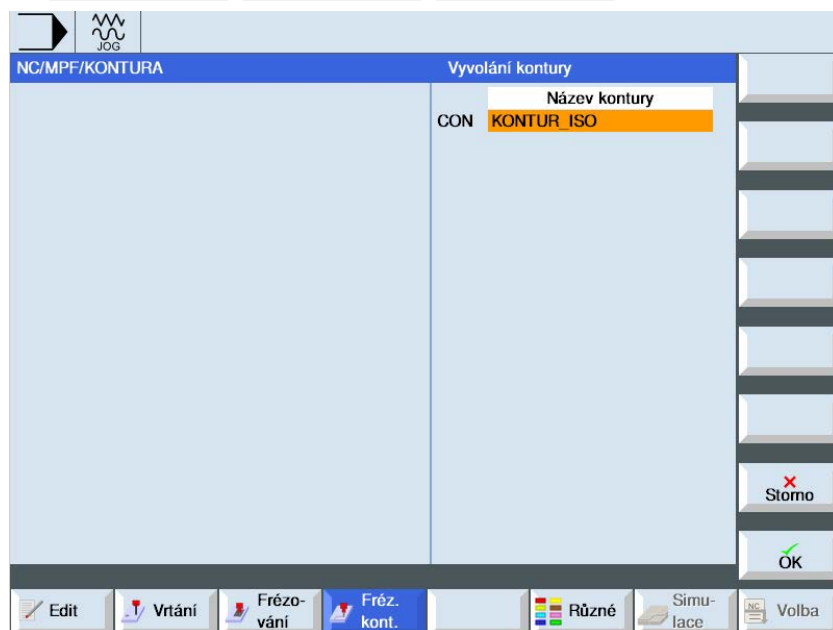 JOG
NC/MPF/KONTURA
Vyvolání kontury
Název kontury
CON KONTUR_ISO
Storno
OK
Edit
Vrtání
Frézo-
vání
Fréz.
kont.
Různé
Simu-
lace
NC
Volba